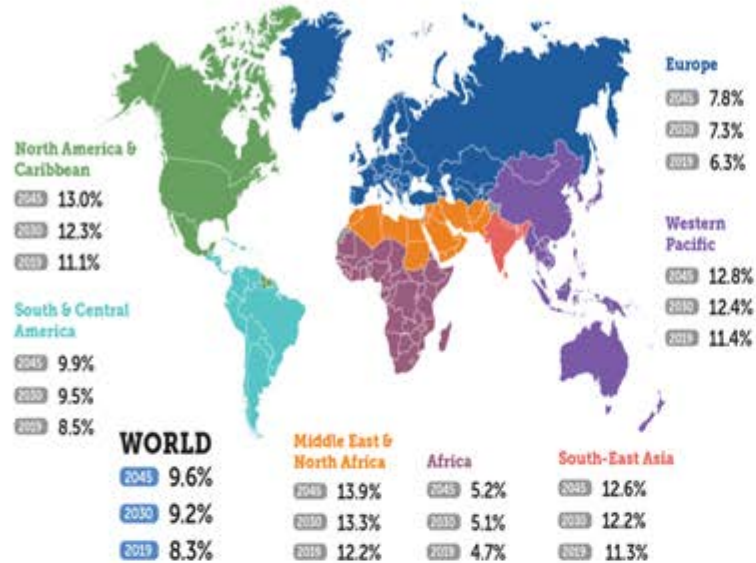 Europe
2045 7.8%
2030 7.3%
2019 6.3%
North America &
Caribbean
2045 13.0%
2030 12.3%
2019 11.1%
Western
Pacific
2045 12.8%
2030 12.4%
2019 11.4%
South & Central
America
2045 9.9%
2030 9.5%
2019 8.5%
WORLD
2045 9.6%
2030 9.2%
2019 8.3%
Middle East &
North Africa
2045 13.9%
2030 13.3%
2019 12.2%
Africa
2045 5.2%
2030 5.1%
2019 4.7%
South-East Asia
2045 12.6%
2030 12.2%
2019 11.3%